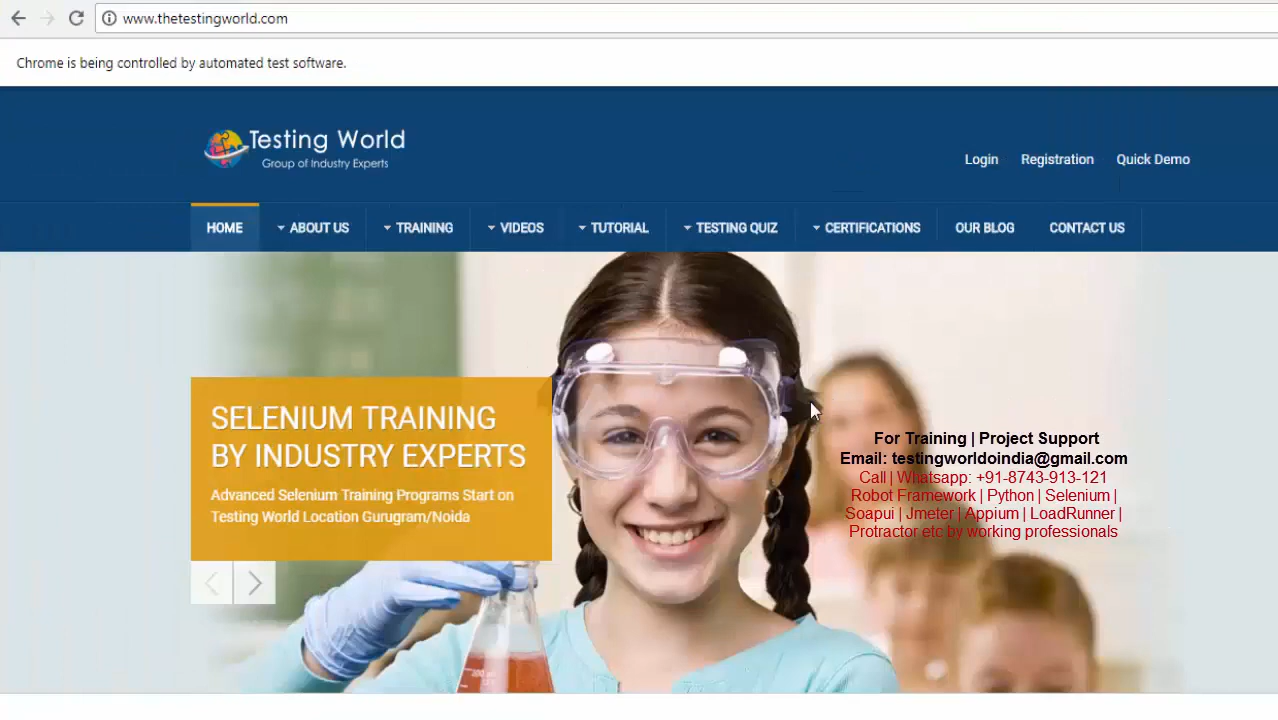 www.thetestingworld.com
Chrome is being controlled by automated test software.
Testing World
Group of Industry Experts
Login Registration Quick Demo
HOME ABOUT US TRAINING VIDEOS TUTORIAL TESTING QUIZ CERTIFICATIONS OUR BLOG CONTACT US
SELENIUM TRAINING
BY INDUSTRY EXPERTS
Advanced Selenium Training Programs Start on
Testing World Location Gurugram/Noida
For Training | Project Support
Email: testingworldoindia@gmail.com
Call | Whatsapp: +91-8743-913-121
Robot Framework | Python | Selenium |
Soapui | Jmeter | Appium | LoadRunner |
Protractor etc by working professionals